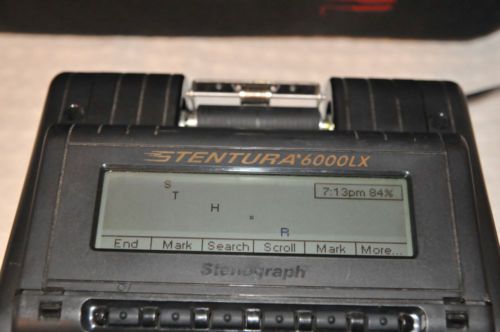 STENTURA® 6000LX
S
7:13pm 84%
T
H
*
R
End Mark Search Scroll Mark More...
Stenograph®